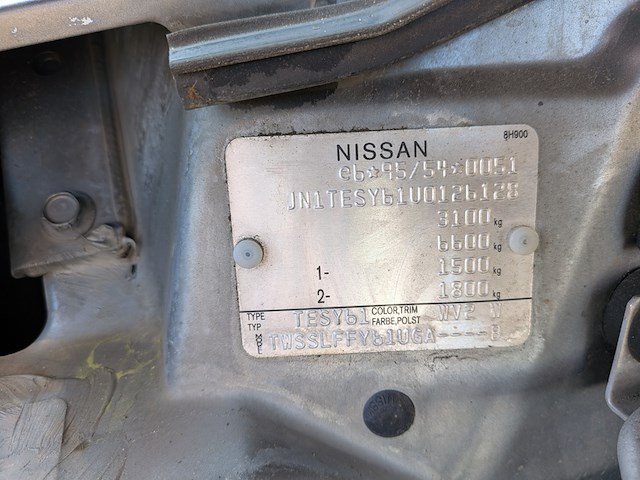 8H900
NISSAN
e6*95/54*0051
JN1TESY61U0126128
3100 kg
6600 kg
1- 1500 kg
2- 1800 kg
TYPE TYP TESY61 COLOR,TRIM FARBE,POLST WV2 W
TWSSLFFY61UGA----B